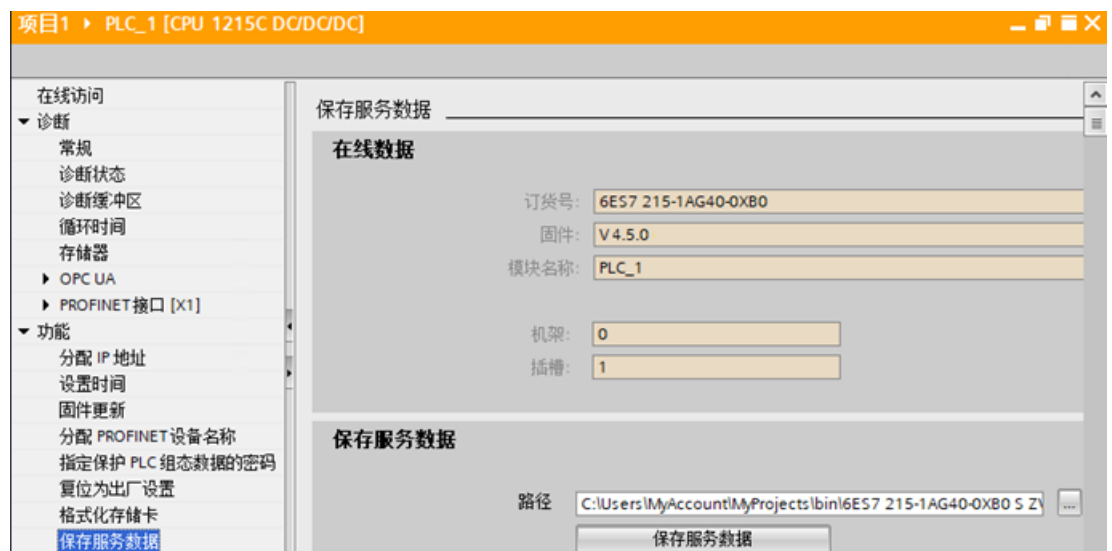 项目1 ▸ PLC_1 [CPU 1215C DC/DC/DC]
在线访问
诊断
常规
诊断状态
诊断缓冲区
循环时间
存储器
OPC UA
PROFINET接口 [X1]
功能
分配 IP 地址
设置时间
固件更新
分配 PROFINET设备名称
指定保护 PLC 组态数据的密码
复位为出厂设置
格式化存储卡
保存服务数据
保存服务数据
在线数据
订货号: 6ES7 215-1AG40-0XB0
固件: V 4.5.0
模块名称: PLC_1
机架: 0
插槽: 1
保存服务数据
路径 C:\Users\MyAccount\MyProjects\bin\6ES7 215-1AG40-0XB0 S ...
保存服务数据